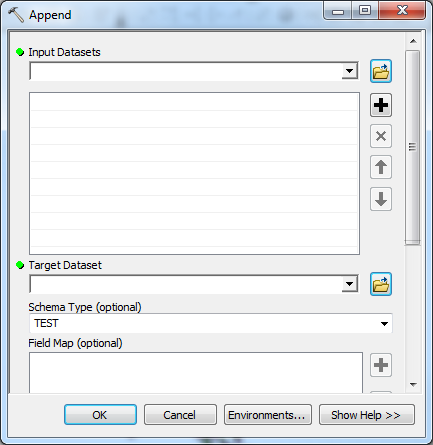 Append
Input Datasets
Target Dataset
Schema Type (optional)
TEST
Field Map (optional)
OK
Cancel
Environments...
Show Help >>